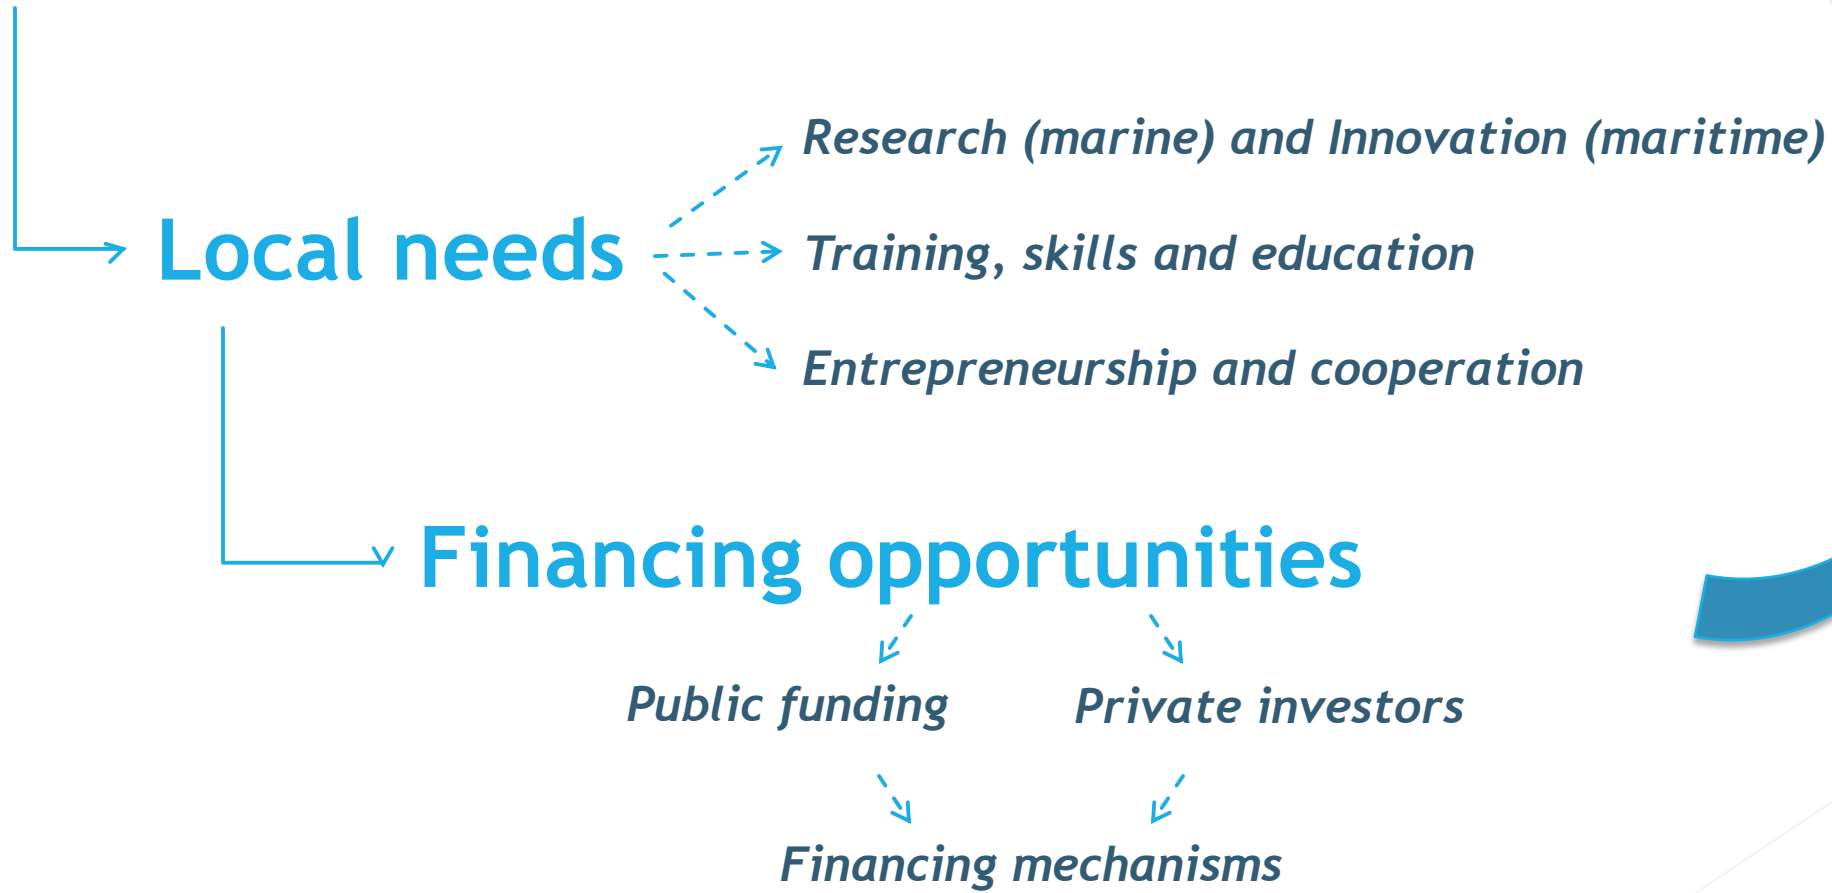 Research (marine) and Innovation (maritime)
Local needs
Training, skills and education
Entrepreneurship and cooperation
Financing opportunities
Public funding
Private investors
Financing mechanisms